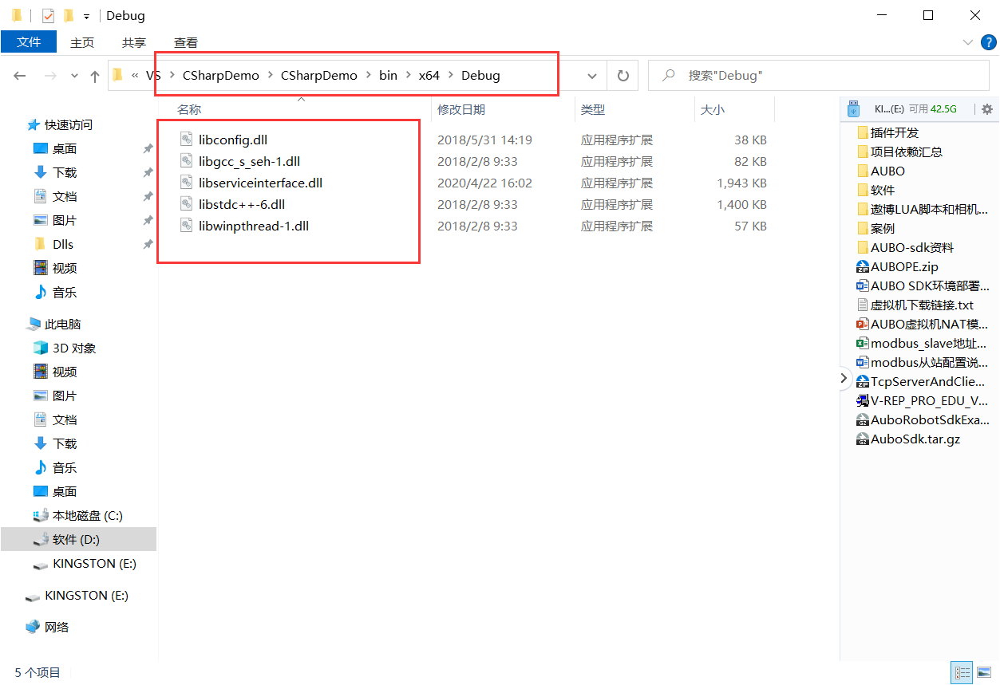 Debug
文件 主页 共享 查看
« VS › CSharpDemo › CSharpDemo › bin › x64 › Debug
搜索"Debug"
名称 修改日期 类型 大小
libconfig.dll 2018/5/31 14:19 应用程序扩展 38 KB
libgcc_s_seh-1.dll 2018/2/8 9:33 应用程序扩展 82 KB
libserviceinterface.dll 2020/4/22 16:02 应用程序扩展 1,943 KB
libstdc++-6.dll 2018/2/8 9:33 应用程序扩展 1,400 KB
libwinpthread-1.dll 2018/2/8 9:33 应用程序扩展 57 KB
快速访问
桌面
下载
文档
图片
Dlls
视频
音乐
此电脑
3D 对象
视频
图片
文档
下载
音乐
桌面
本地磁盘 (C:)
软件 (D:)
KINGSTON (E:)
KINGSTON (E:)
网络
KI...(E:) 可用 42.5G
插件开发
项目依赖汇总
AUBO
软件
遨博LUA脚本和相机...
案例
AUBO-sdk资料
AUBOPE.zip
AUBO SDK环境部署...
虚拟机下载链接.txt
AUBO虚拟机NAT模...
modbus_slave地址...
modbus从站配置说...
TcpServerAndClie...
V-REP_PRO_EDU_V...
AuboRobotSdkExa...
AuboSdk.tar.gz
5 个项目